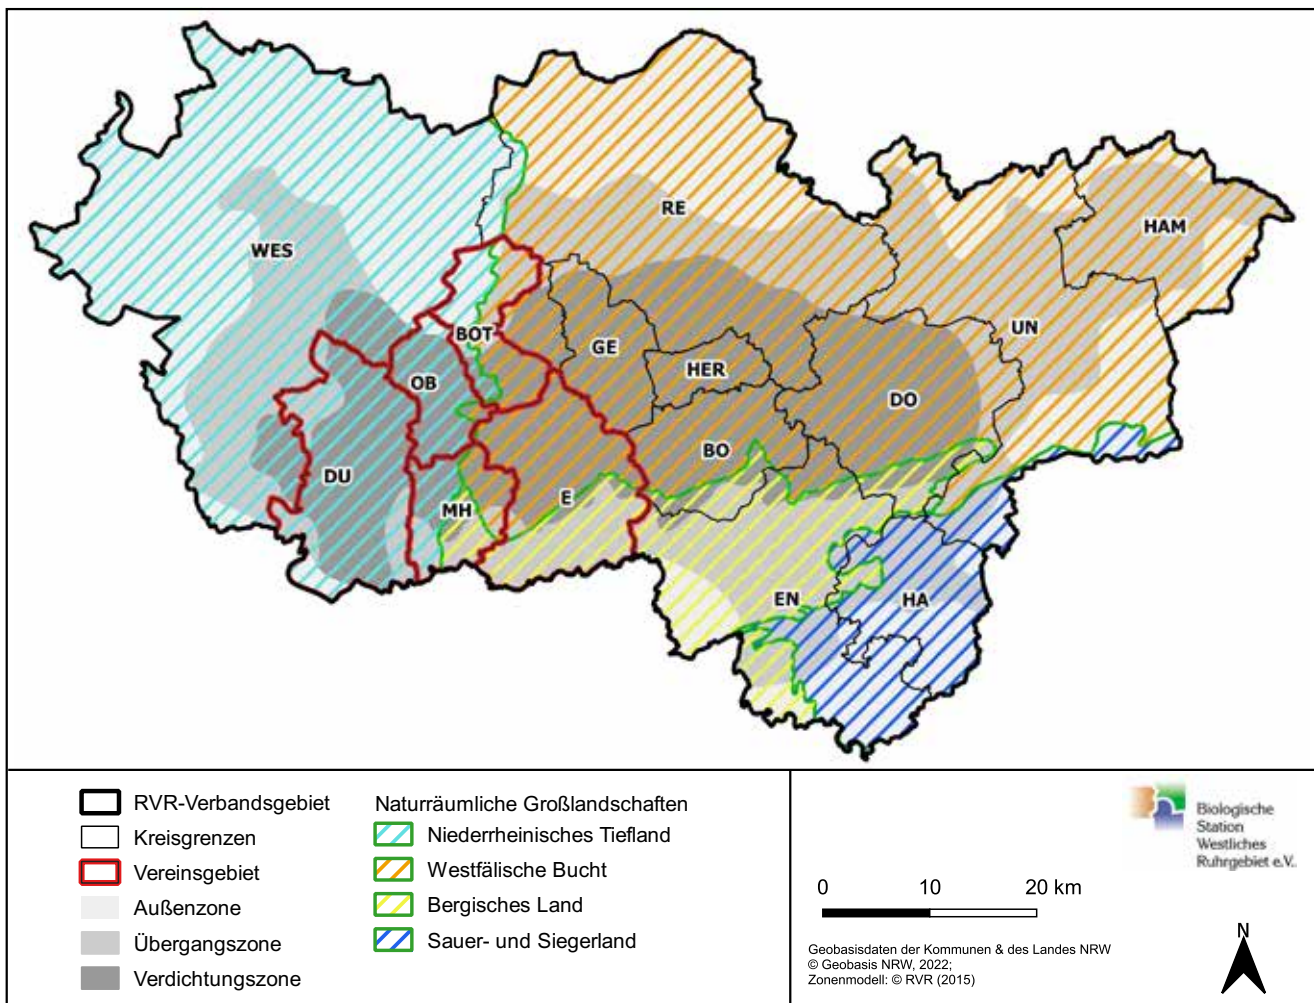 RE
HAM
WES
UN
BOT
GE
HER
OB
DO
BO
DU
E
MH
EN
HA
RVR-Verbandsgebiet
Kreisgrenzen
Vereinsgebiet
Außenzone
Übergangszone
Verdichtungszone
Naturräumliche Großlandschaften
Niederrheinisches Tiefland
Westfälische Bucht
Bergisches Land
Sauer- und Siegerland
Biologische
Station
Westliches
Ruhrgebiet e.V.
0 10 20 km
Geobasisdaten der Kommunen & des Landes NRW
© Geobasis NRW, 2022;
Zonenmodell: © RVR (2015)
N